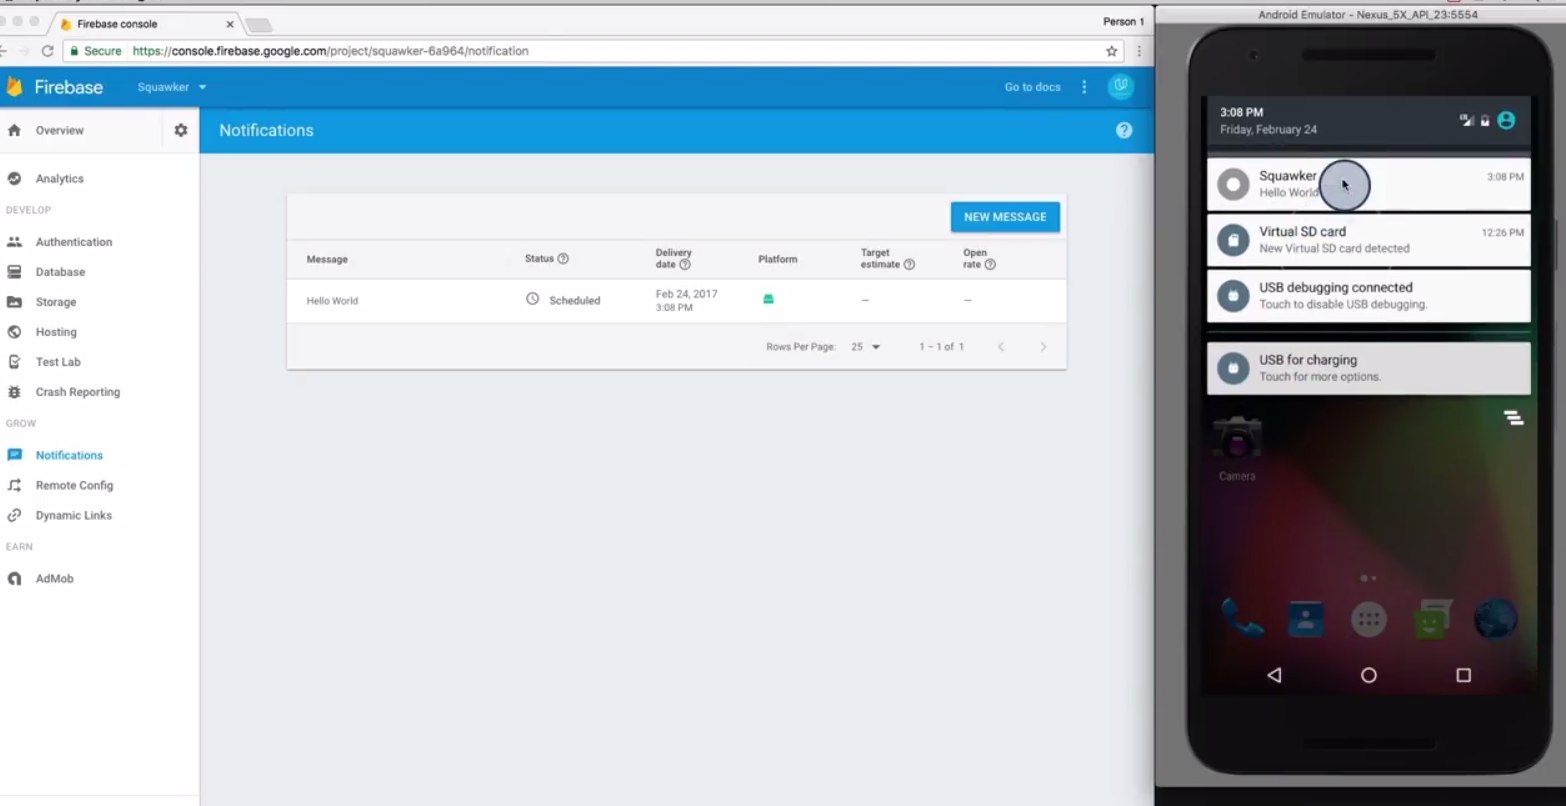 Firebase console
Person 1
Secure https://console.firebase.google.com/project/squawker-6a964/notification
Firebase Squawker
Go to docs
Overview
Notifications
Analytics
DEVELOP
Authentication
Database
Storage
Hosting
Test Lab
Crash Reporting
GROW
Notifications
Remote Config
Dynamic Links
EARN
AdMob
NEW MESSAGE
Message Status Delivery date Platform Target estimate Open rate
Hello World Scheduled Feb 24, 2017 3:08 PM – –
Rows Per Page: 25 1 – 1 of 1
Android Emulator - Nexus_5X_API_23:5554
3:08 PM
Friday, February 24
Squawker 3:08 PM
Hello World
Virtual SD card 12:26 PM
New Virtual SD card detected
USB debugging connected
Touch to disable USB debugging.
USB for charging
Touch for more options.
Camera